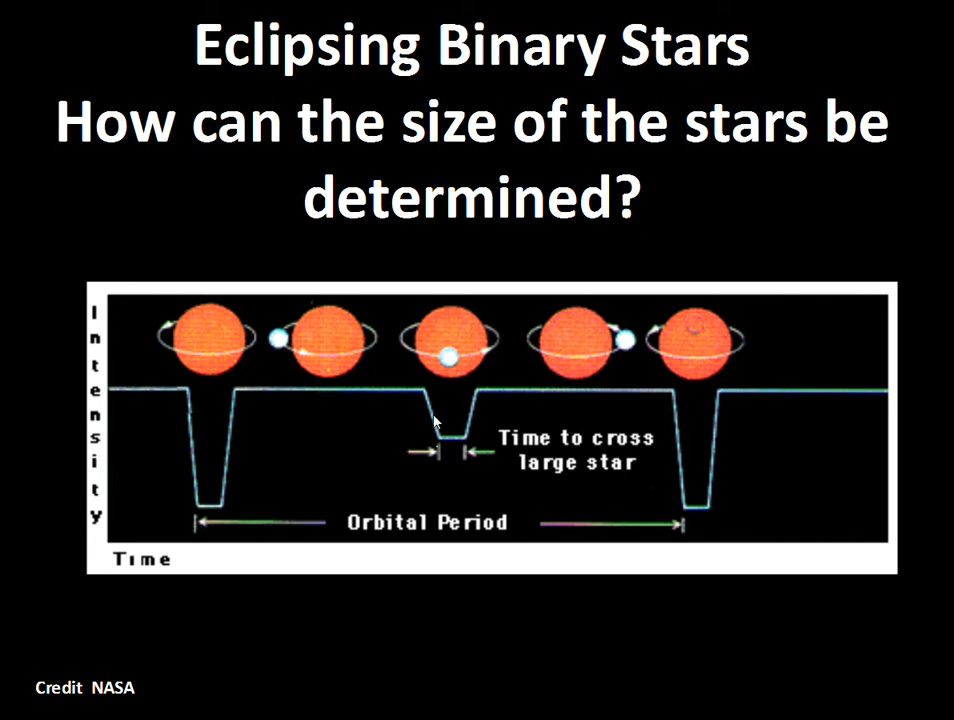 Eclipsing Binary Stars
How can the size of the stars be
determined?
Intensity
Time to cross
large star
Orbital Period
Time
Credit NASA